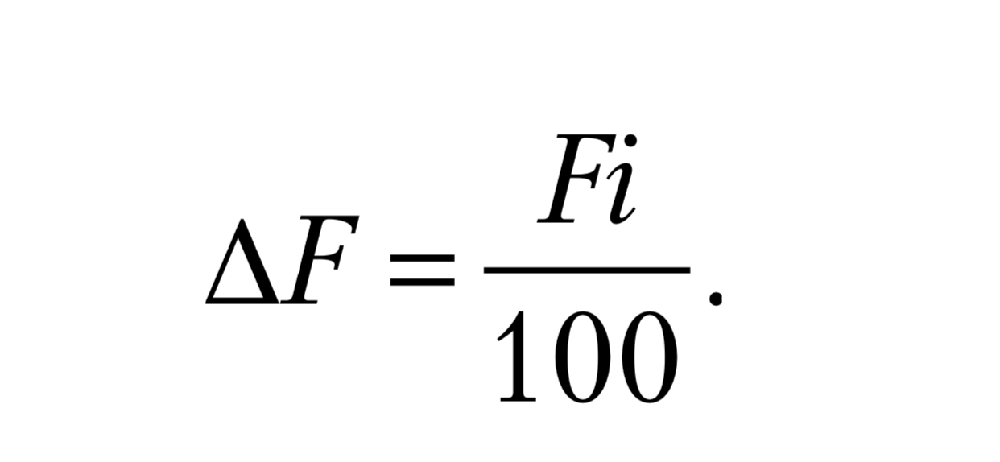 ΔF = Fi/100.